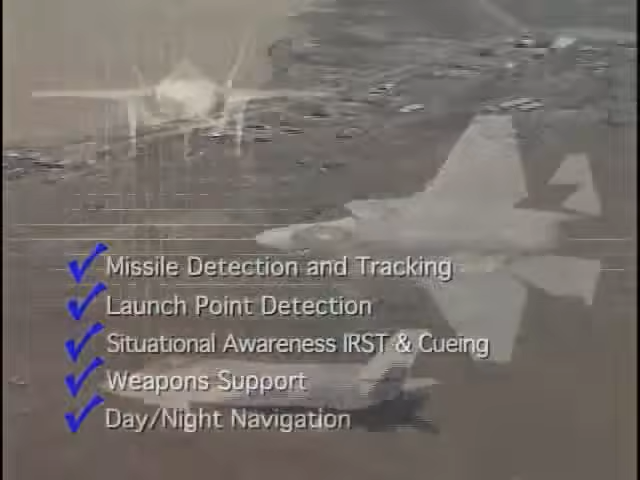 Missile Detection and Tracking
Launch Point Detection
Situational Awareness IRST & Cueing
Weapons Support
Day/Night Navigation